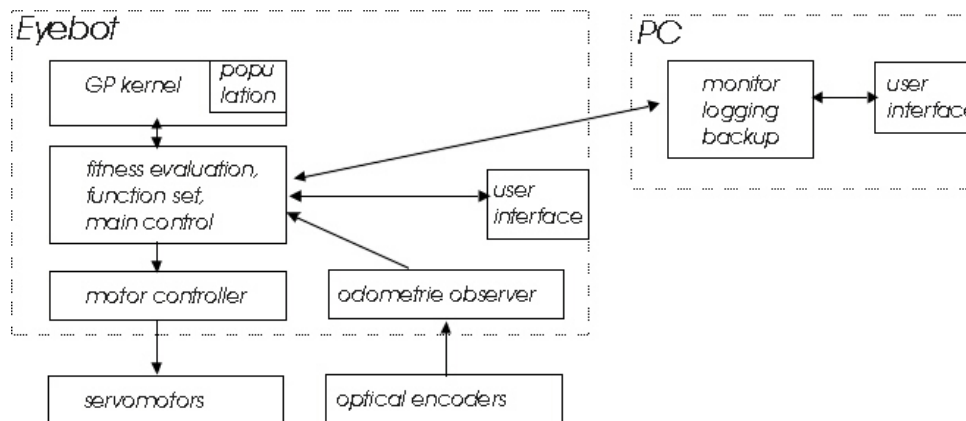 Eyebot
PC
GP kernel
popu
lation
monitor
logging
backup
user
interface
fitness evaluation,
function set,
main control
user
interface
motor controller
odometrie observer
servomotors
optical encoders